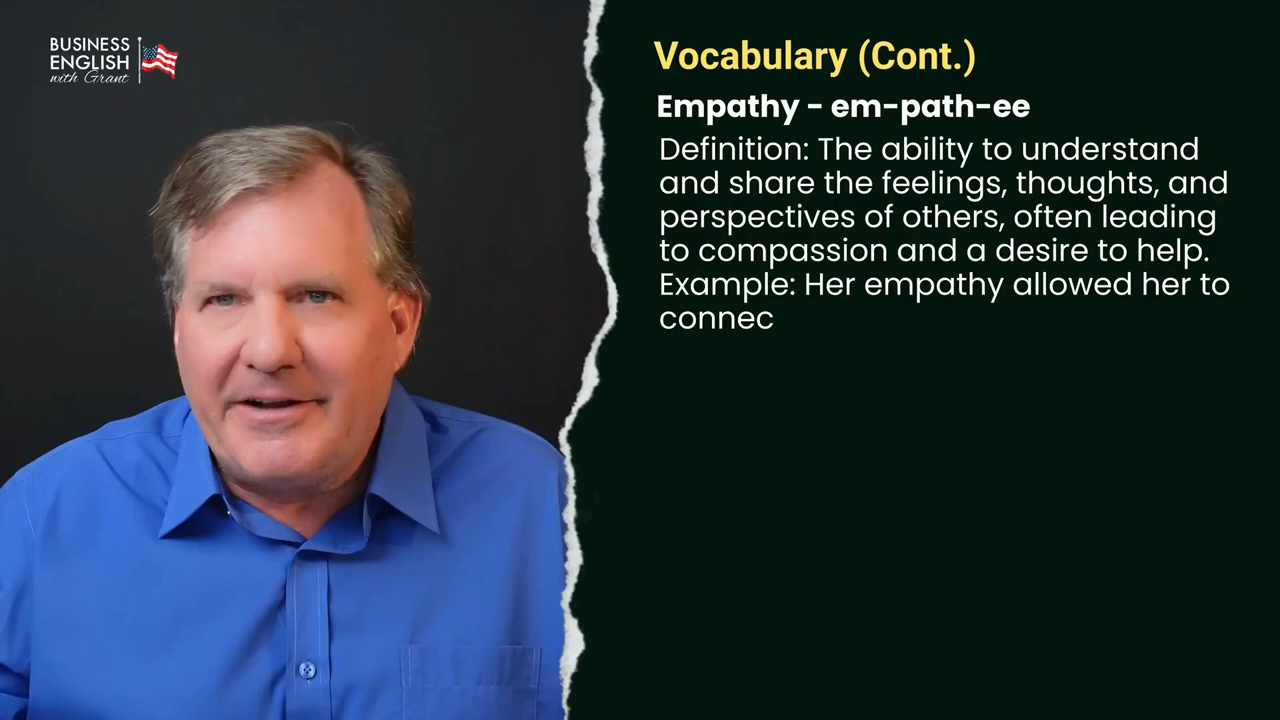 BUSINESS
ENGLISH
with Grant
Vocabulary (Cont.)
Empathy - em-path-ee
Definition: The ability to understand
and share the feelings, thoughts, and
perspectives of others, often leading
to compassion and a desire to help.
Example: Her empathy allowed her to
connec